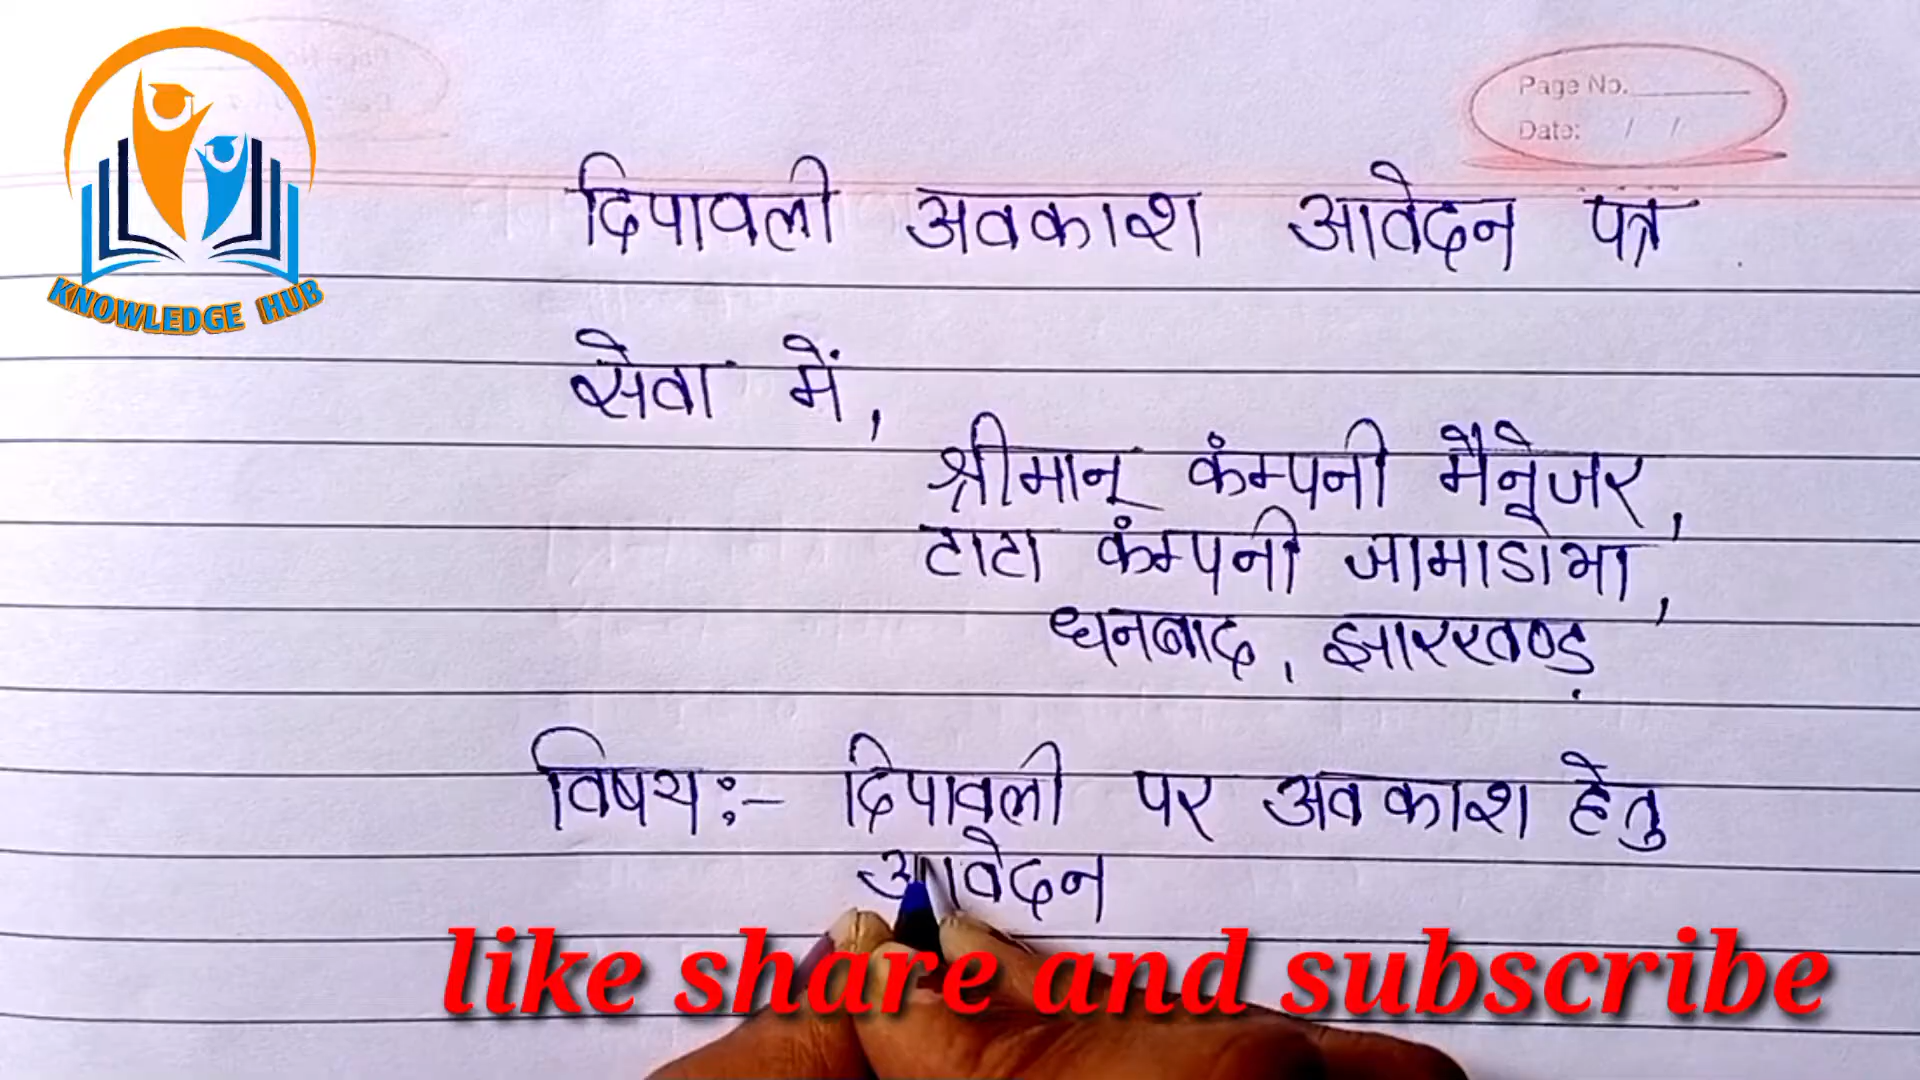 KNOWLEDGE HUB
Page No.
Date: / /
दिपावली अवकाश आवेदन पत्र
सेवा में,
श्रीमान् कंम्पनी मैनेजर,
टाटा कंम्पनी जामाडोभा,
धनबाद, झारखण्ड़
विषय:- दिपावली पर अवकाश हेतु
आवेदन
like share and subscribe